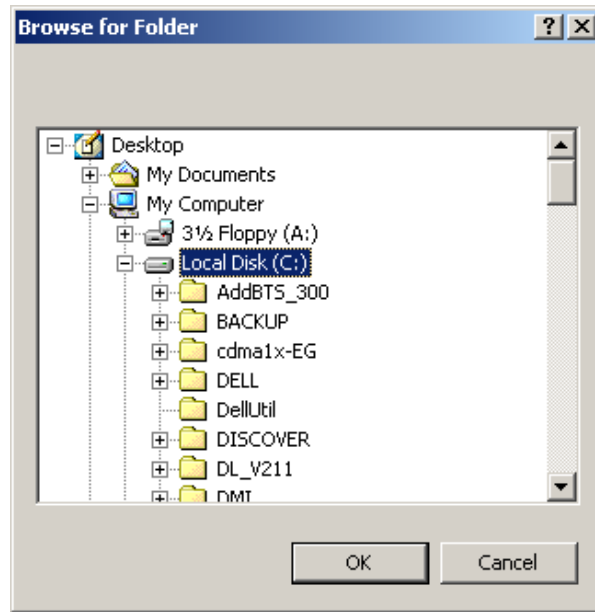 Browse for Folder
Desktop
My Documents
My Computer
3½ Floppy (A:)
Local Disk (C:)
AddBTS_300
BACKUP
cdma1x-EG
DELL
DellUtil
DISCOVER
DL_V211
DMI
OK Cancel